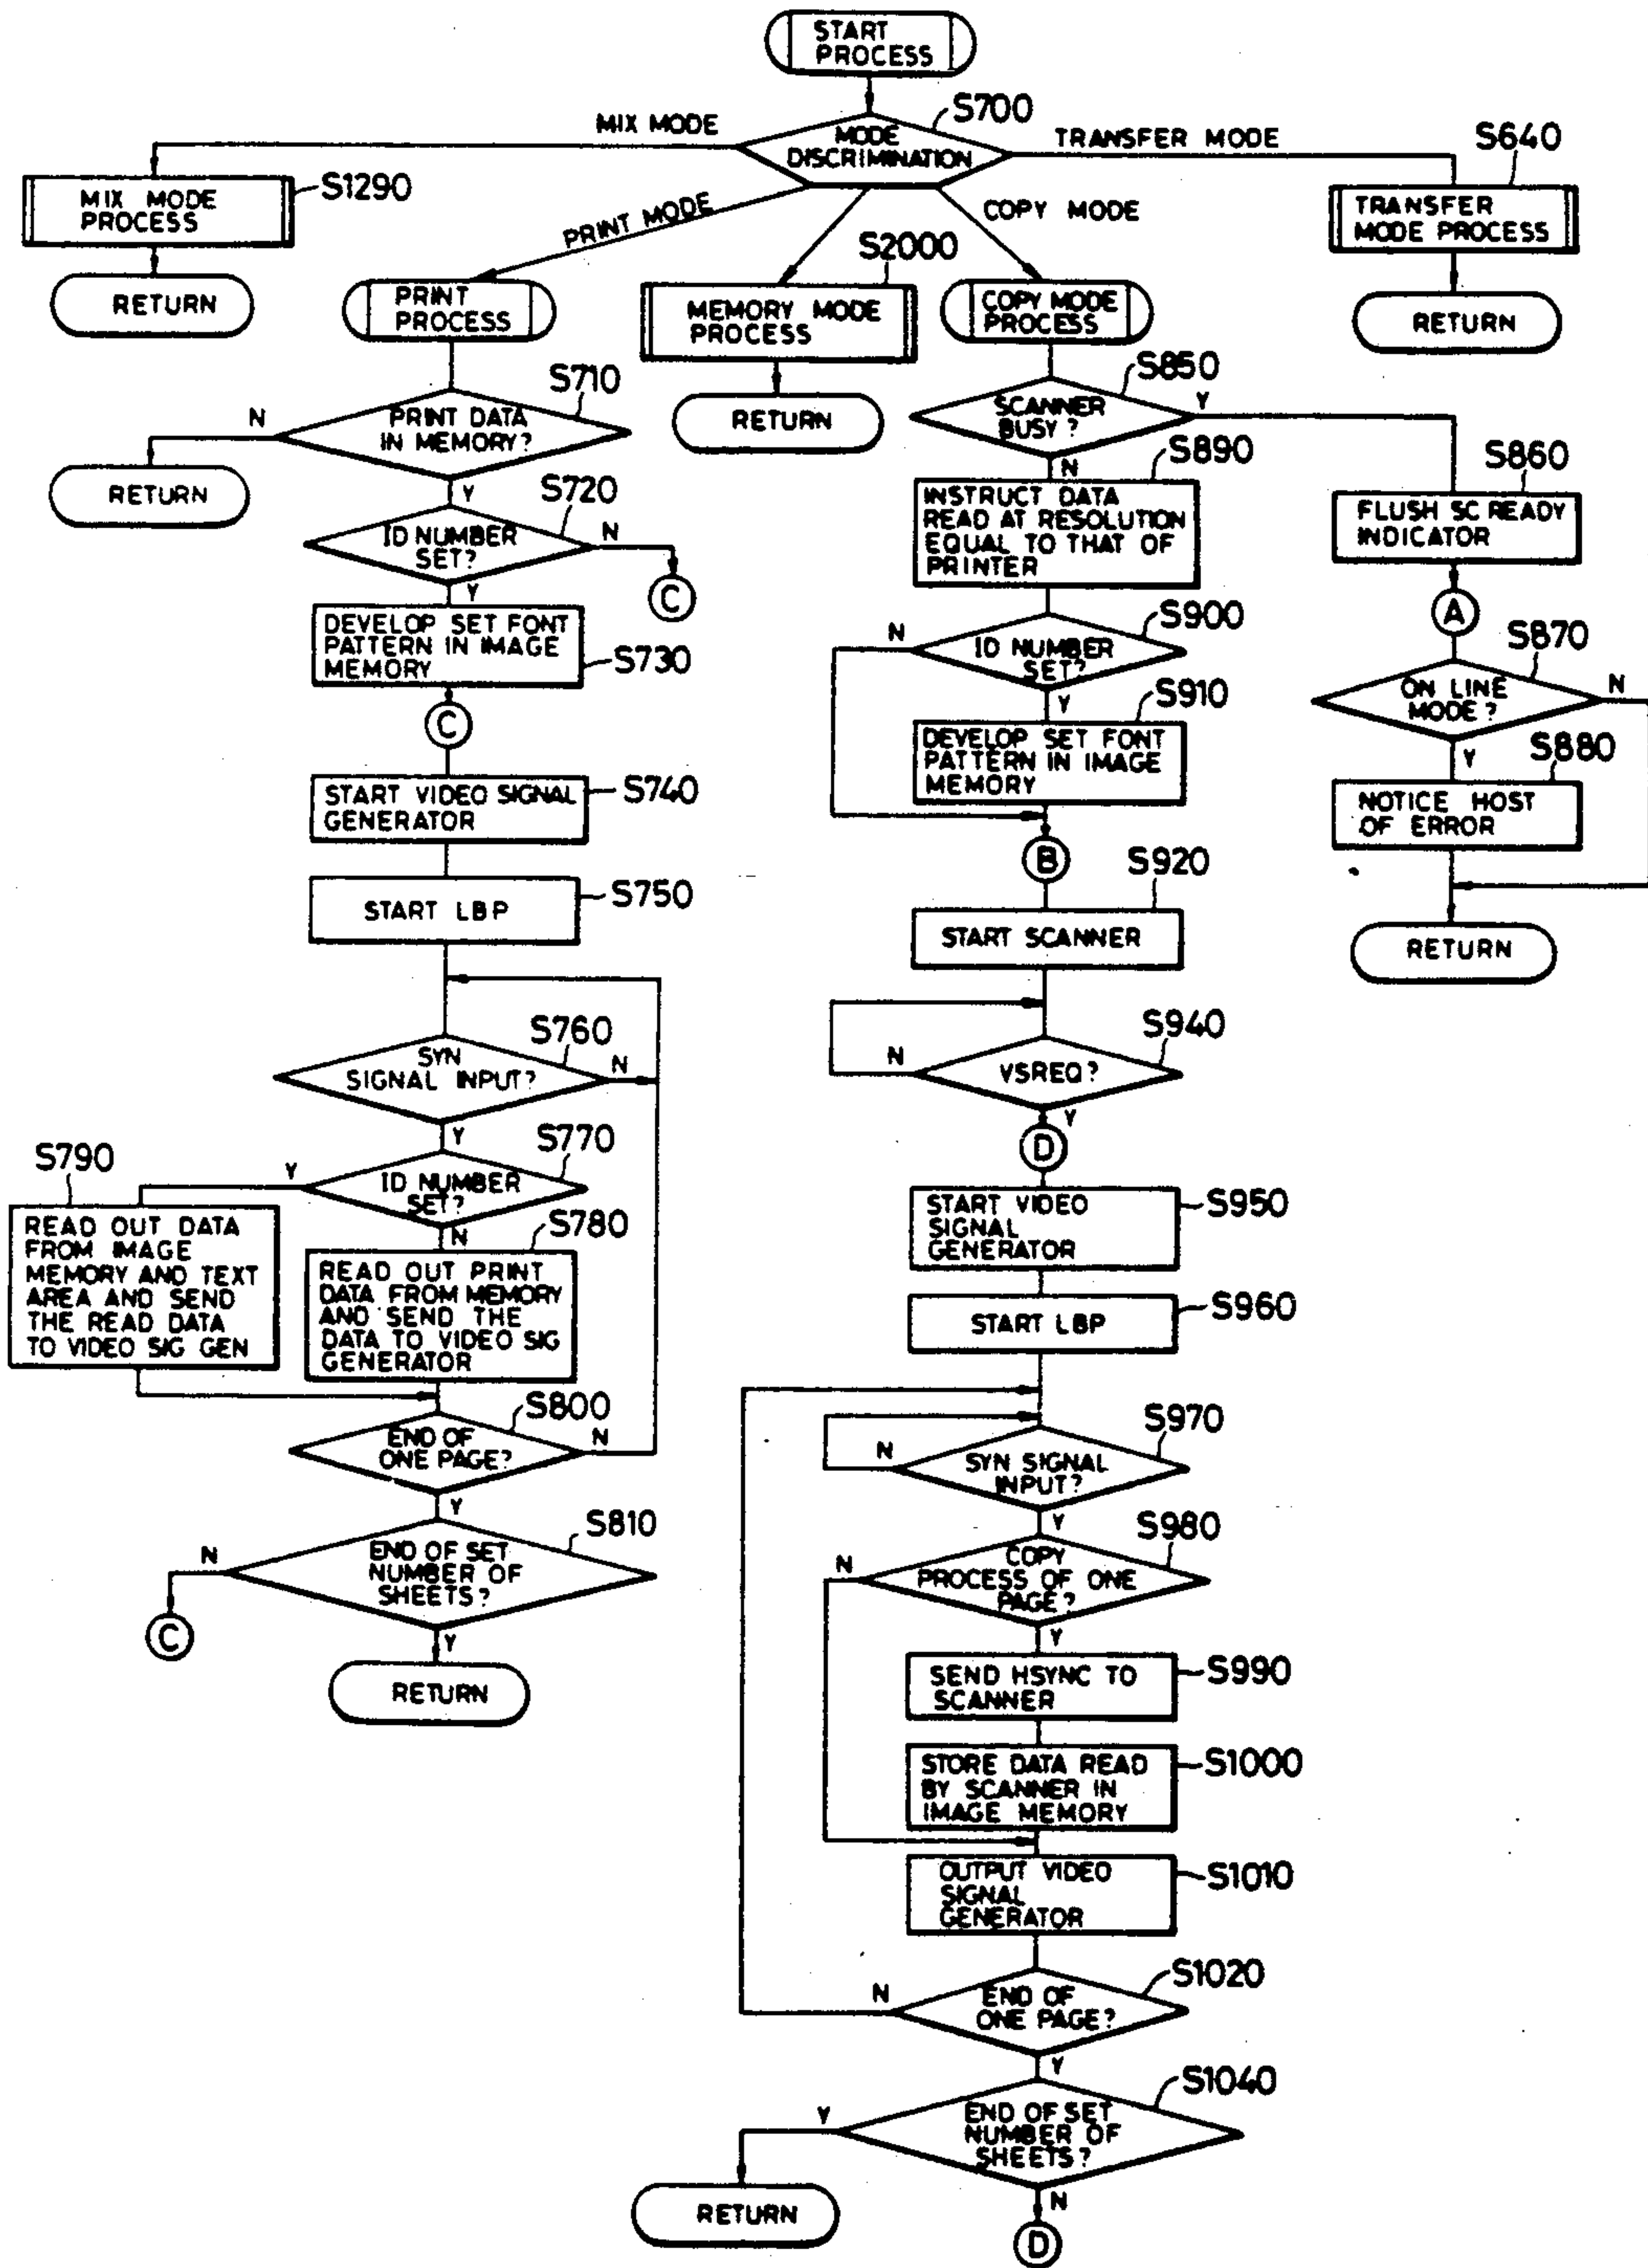 START
PROCESS
S700
MODE
DISCRIMINATION
MIX MODE
TRANSFER MODE
S640
MIX MODE
PROCESS
S1290
PRINT MODE
COPY MODE
TRANSFER
MODE PROCESS
RETURN
S2000
PRINT
PROCESS
MEMORY MODE
PROCESS
COPY MODE
PROCESS
RETURN
RETURN
S710
PRINT DATA
IN MEMORY?
N
Y
RETURN
S720
ID NUMBER
SET?
N
C
Y
DEVELOP SET FONT
PATTERN IN IMAGE
MEMORY
S730
C
START VIDEO SIGNAL
GENERATOR
S740
START LBP
S750
S760
SYN
SIGNAL INPUT?
N
Y
S770
ID NUMBER
SET?
Y
N
S790
READ OUT DATA
FROM IMAGE
MEMORY AND TEXT
AREA AND SEND
THE READ DATA
TO VIDEO SIG GEN
S780
READ OUT PRINT
DATA FROM MEMORY
AND SEND THE
DATA TO VIDEO SIG
GENERATOR
S800
END OF
ONE PAGE?
N
Y
S810
END OF SET
NUMBER OF
SHEETS?
N
C
Y
RETURN
S850
SCANNER
BUSY?
Y
N
S890
INSTRUCT DATA
READ AT RESOLUTION
EQUAL TO THAT OF
PRINTER
S860
FLUSH SC READY
INDICATOR
A
S870
ON LINE
MODE?
N
Y
S880
NOTICE HOST
OF ERROR
RETURN
S900
ID NUMBER
SET?
N
Y
S910
DEVELOP SET FONT
PATTERN IN IMAGE
MEMORY
B
S920
START SCANNER
S940
VSREQ?
N
Y
D
START VIDEO
SIGNAL
GENERATOR
S950
START LBP
S960
S970
SYN SIGNAL
INPUT?
N
Y
S980
COPY
PROCESS OF ONE
PAGE?
N
Y
SEND HSYNC TO
SCANNER
S990
STORE DATA READ
BY SCANNER IN
IMAGE MEMORY
S1000
OUTPUT VIDEO
SIGNAL
GENERATOR
S1010
S1020
END OF
ONE PAGE?
N
Y
S1040
END OF SET
NUMBER OF
SHEETS?
Y
RETURN
N
D